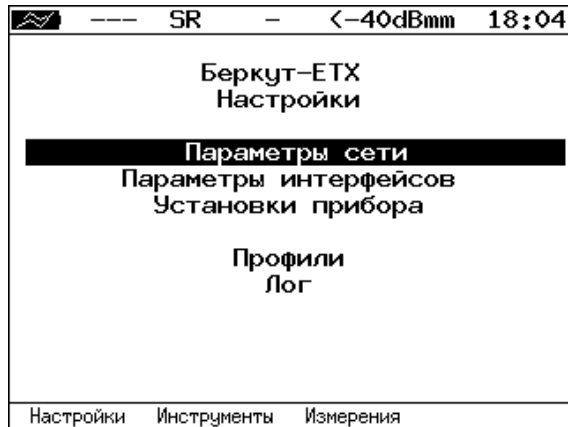 --- SR - <-40dBmm 18:04
Беркут-ETX
Настройки
Параметры сети
Параметры интерфейсов
Установки прибора
Профили
Лог
Настройки Инструменты Измерения